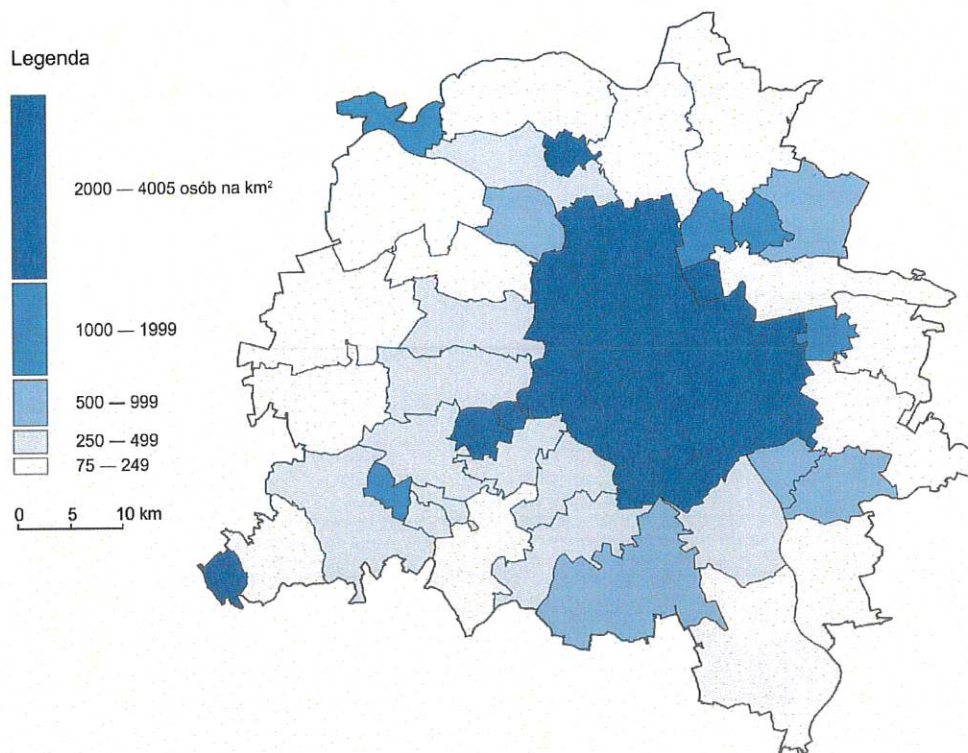 Legenda
2000 — 4005 osób na km²
1000 — 1999
500 — 999
250 — 499
75 — 249
0 5 10 km